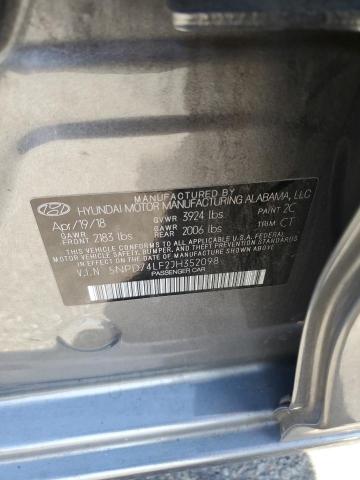 MANUFACTURED BY
HYUNDAI MOTOR MANUFACTURING ALABAMA, LLC
Apr/19/18 GVWR 3924 lbs PAINT 2C
GAWR FRONT 2183 lbs GAWR REAR 2006 lbs TRIM CT
THIS VEHICLE CONFORMS TO ALL APPLICABLE U.S.A. FEDERAL
MOTOR VEHICLE SAFETY, BUMPER, AND THEFT PREVENTION STANDARDS
IN EFFECT ON THE DATE OF MANUFACTURE SHOWN ABOVE.
V.I.N 5NPD74LF2JH352098
PASSENGER CAR